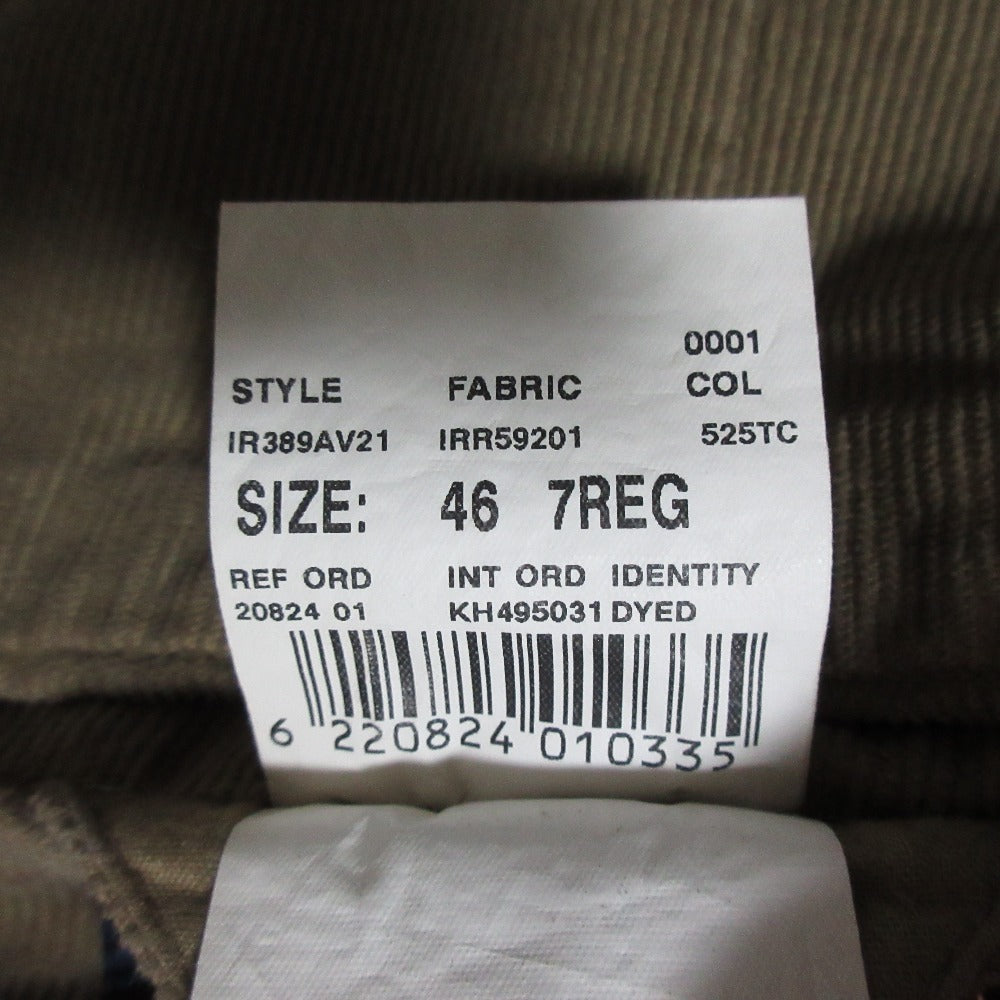 0001
STYLE FABRIC COL
IR389AV21 IRR59201 525TC
SIZE: 46 7REG
REF ORD INT ORD IDENTITY
20824 01 KH495031 DYED
6 220824 010335